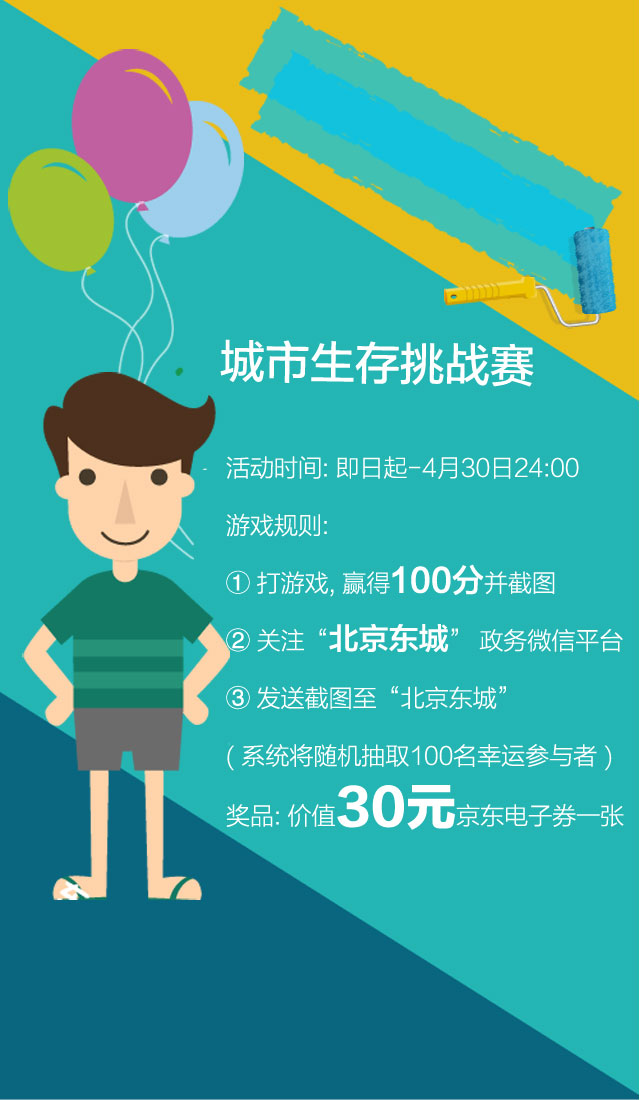 城市生存挑战赛
活动时间: 即日起-4月30日24:00
游戏规则:
① 打游戏, 赢得100分并截图
② 关注“北京东城” 政务微信平台
③ 发送截图至“北京东城”
( 系统将随机抽取100名幸运参与者 )
奖品: 价值30元京东电子券一张